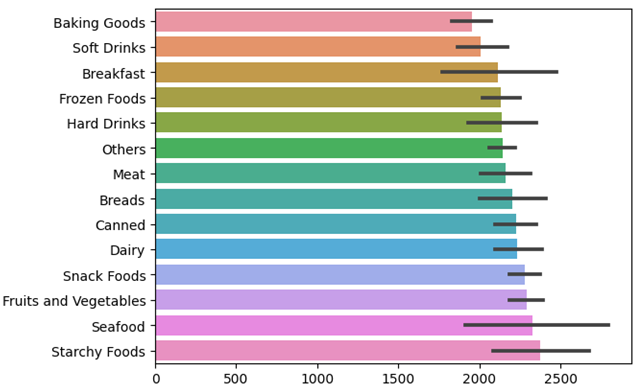 Baking Goods
Soft Drinks
Breakfast
Frozen Foods
Hard Drinks
Others
Meat
Breads
Canned
Dairy
Snack Foods
Fruits and Vegetables
Seafood
Starchy Foods
0 500 1000 1500 2000 2500